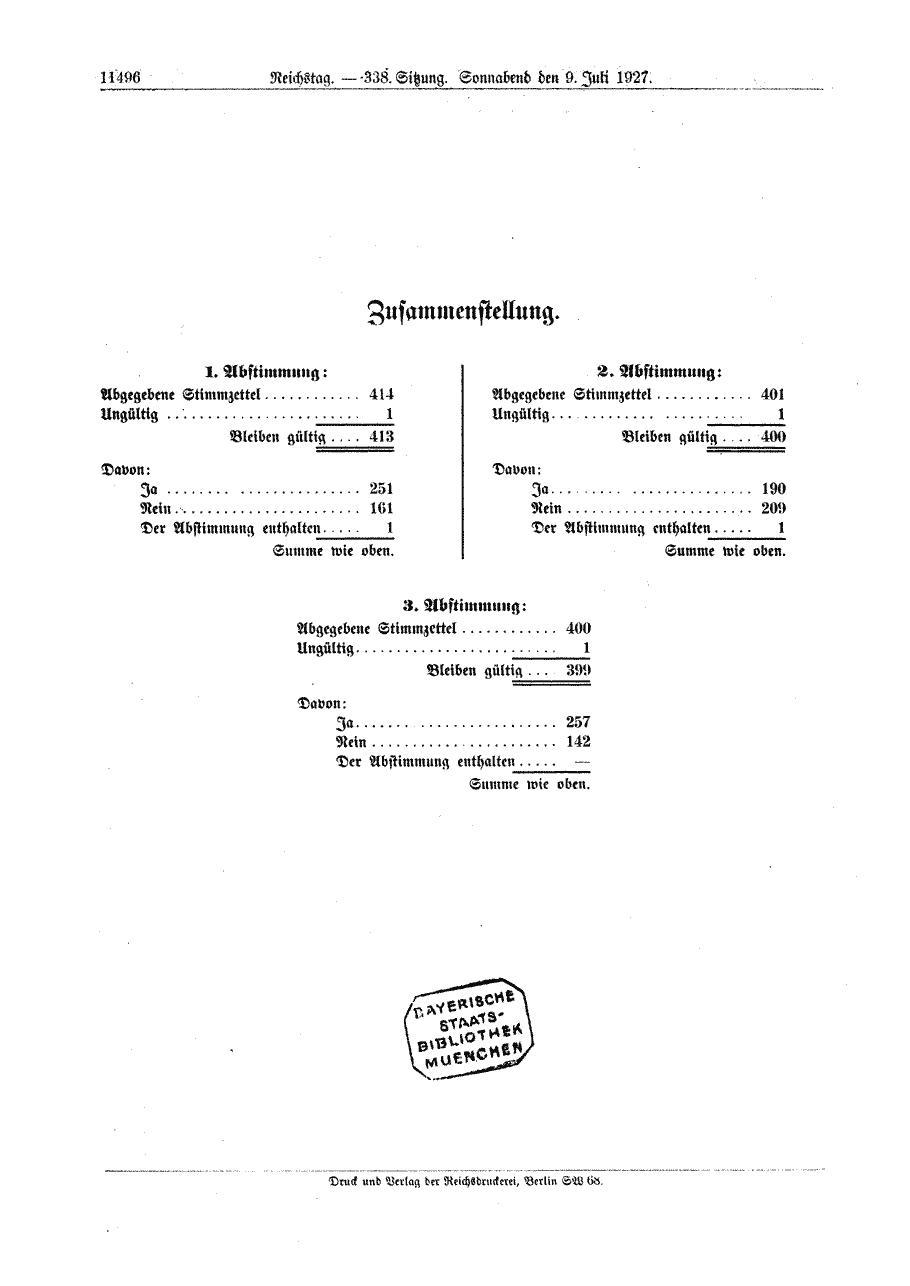 11496 Reichstag. — 338. Sitzung. Sonnabend den 9. Juli 1927.
Zusammenstellung.
1. Abstimmung:
Abgegebene Stimmzettel ............ 414
Ungültig ........................ 1
Bleiben gültig .... 413
Davon:
Ja ........................ 251
Nein ........................ 161
Der Abstimmung enthalten..... 1
Summe wie oben.
2. Abstimmung:
Abgegebene Stimmzettel ............ 401
Ungültig........................ 1
Bleiben gültig .... 400
Davon:
Ja........................ 190
Nein ........................ 209
Der Abstimmung enthalten..... 1
Summe wie oben.
3. Abstimmung:
Abgegebene Stimmzettel ............ 400
Ungültig........................ 1
Bleiben gültig .... 399
Davon:
Ja........................ 257
Nein ........................ 142
Der Abstimmung enthalten ..... —
Summe wie oben.
BAYERISCHE
STAATS-
BIBLIOTHEK
MUENCHEN
Druck und Verlag der Reichsdruckerei, Berlin SW 68.